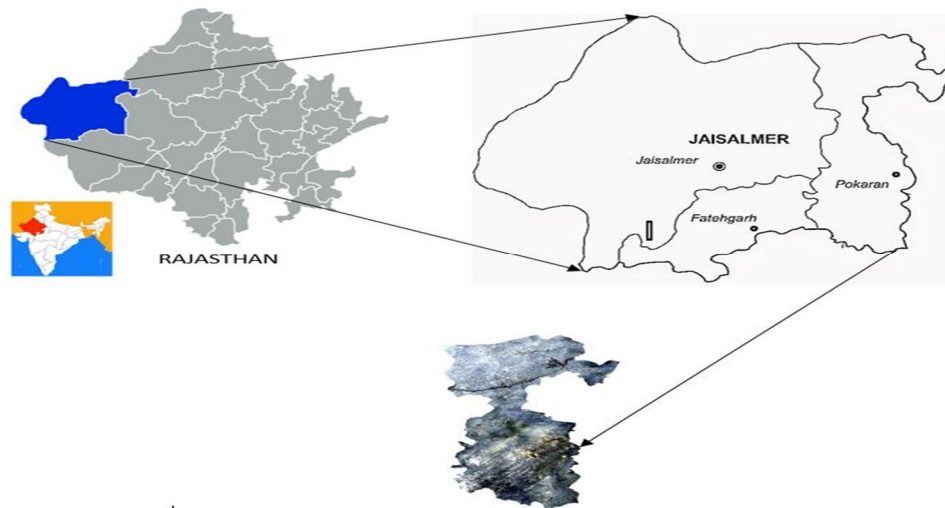 RAJASTHAN
JAISALMER
Jaisalmer
Pokaran
Fatehgarh